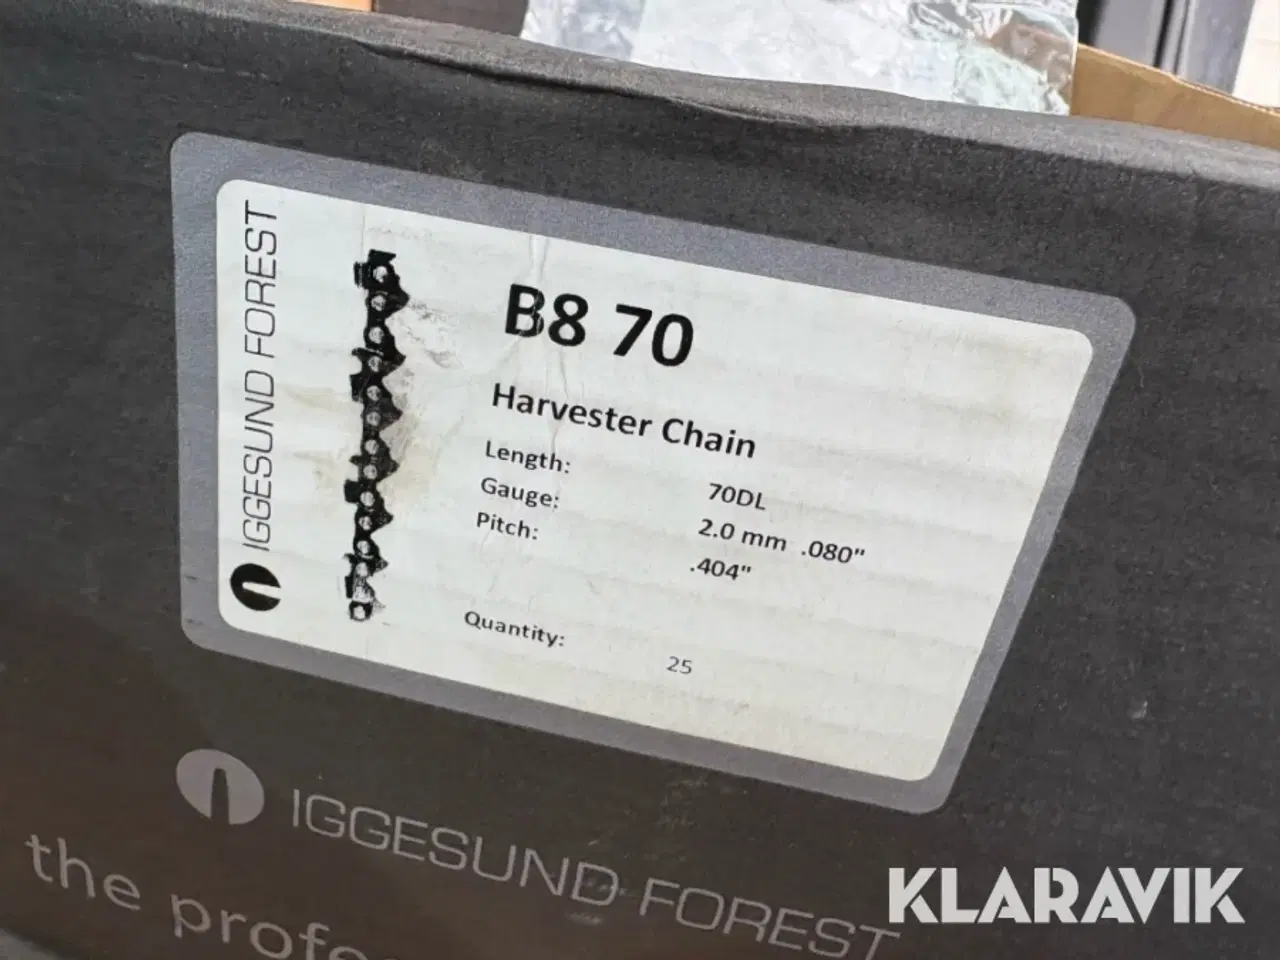 IGGESUND FOREST
B8 70
Harvester Chain
Length: 70DL
Gauge: 2.0 mm .080"
Pitch: .404"
Quantity: 25
IGGESUND FOREST
the
KLARAVIK